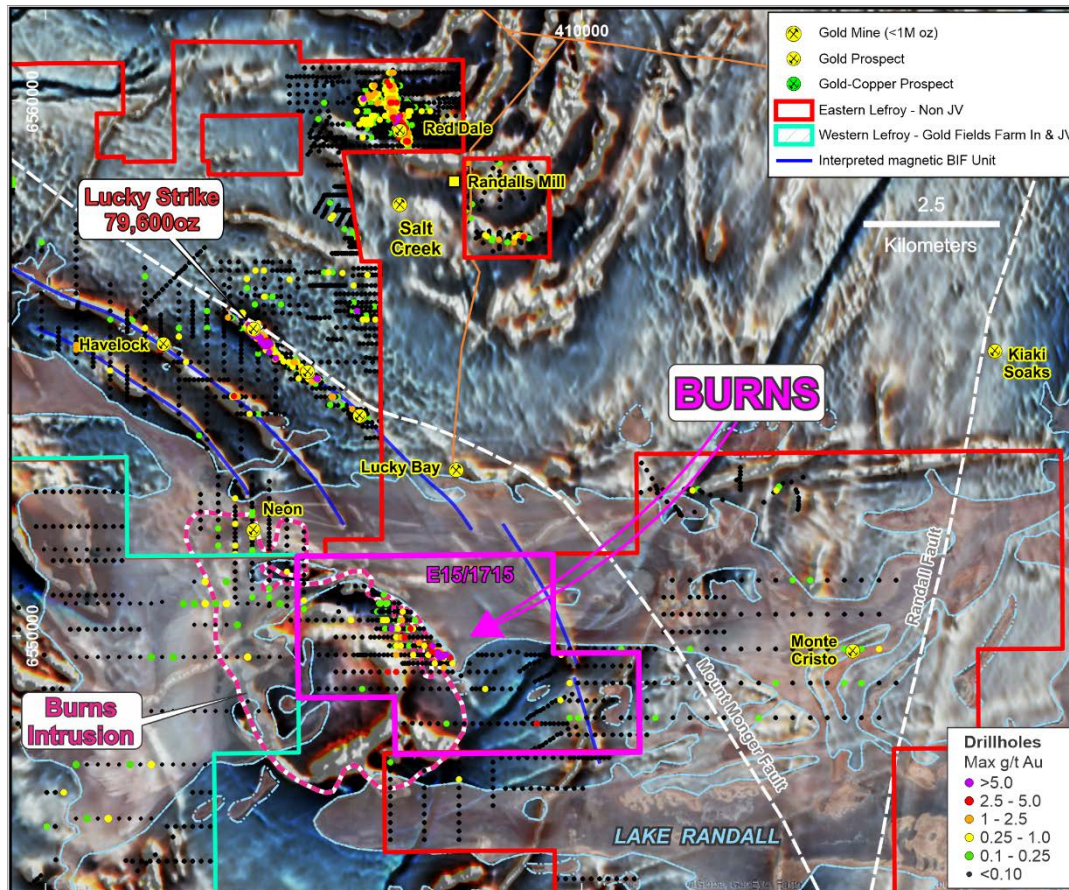 410000
6560000
6550000
Gold Mine (<1M oz)
Gold Prospect
Gold-Copper Prospect
Eastern Lefroy - Non JV
Western Lefroy - Gold Fields Farm In & JV
Interpreted magnetic BIF Unit
2.5
Kilometers
Red Dale
Randalls Mill
Salt
Creek
Lucky Strike
79,600oz
Havelock
Kiaki
Soaks
BURNS
Lucky Bay
Neon
E15/1715
Randall Fault
Monte
Cristo
Mount Monger Fault
Burns
Intrusion
LAKE RANDALL
Drillholes
Max g/t Au
>5.0
2.5 - 5.0
1 - 2.5
0.25 - 1.0
0.1 - 0.25
<0.10